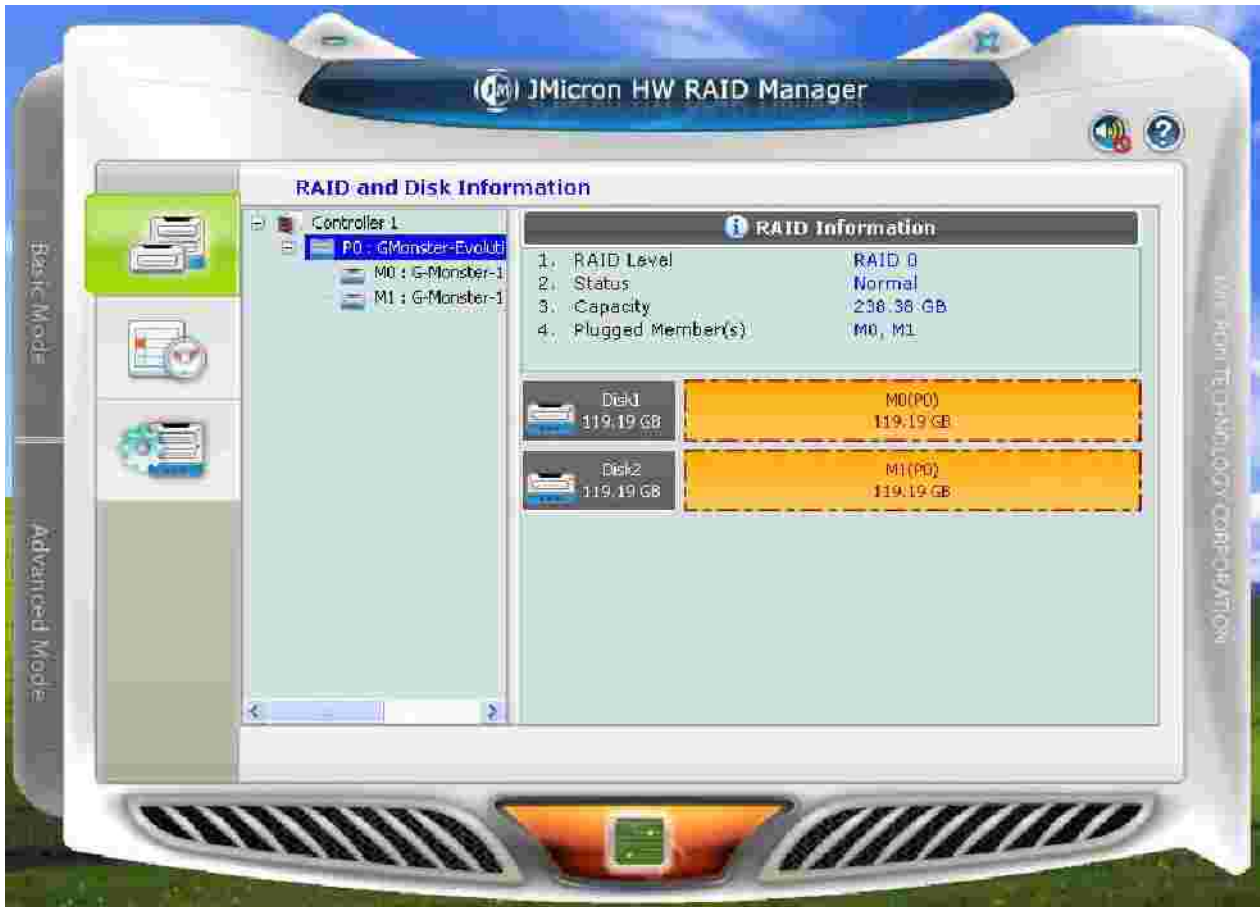 JMicron HW RAID Manager
RAID and Disk Information
Basic Mode
Advanced Mode
Controller 1
P0 : GMonster-Evoluti
M0 : G-Monster-1
M1 : G-Monster-1
RAID Information
1. RAID Level RAID 0
2. Status Normal
3. Capacity 238.38 GB
4. Plugged Member(s) M0, M1
Disk1
119.19 GB
M0(P0)
119.19 GB
Disk2
119.19 GB
M1(P0)
119.19 GB
JMICRON TECHNOLOGY CORPORATION